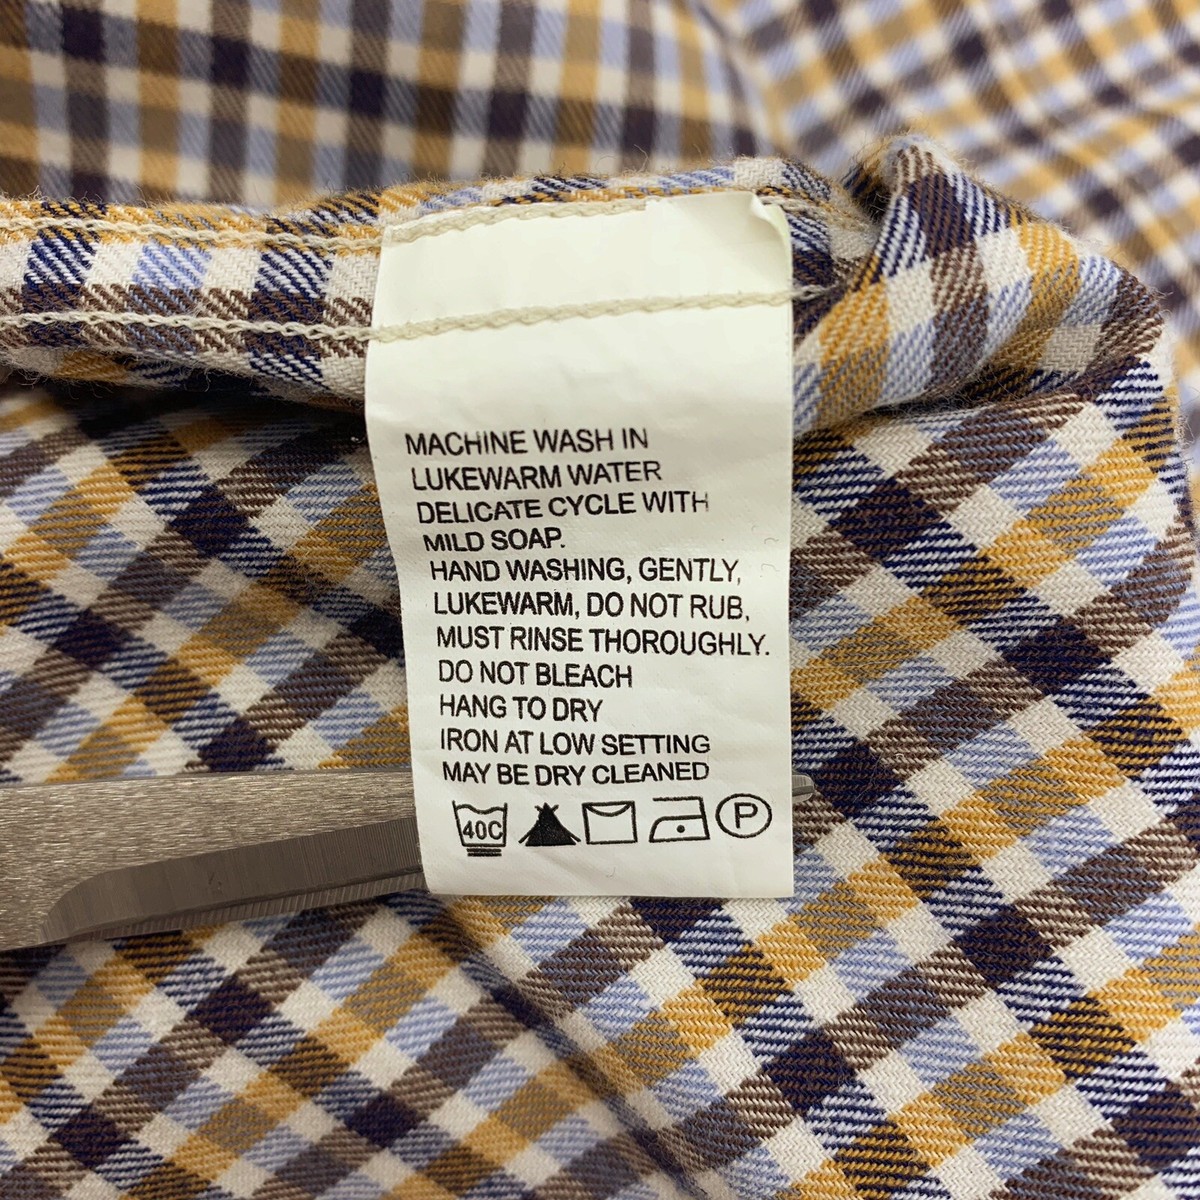 MACHINE WASH IN
LUKEWARM WATER
DELICATE CYCLE WITH
MILD SOAP.
HAND WASHING, GENTLY,
LUKEWARM, DO NOT RUB,
MUST RINSE THOROUGHLY.
DO NOT BLEACH
HANG TO DRY
IRON AT LOW SETTING
MAY BE DRY CLEANED
40C P